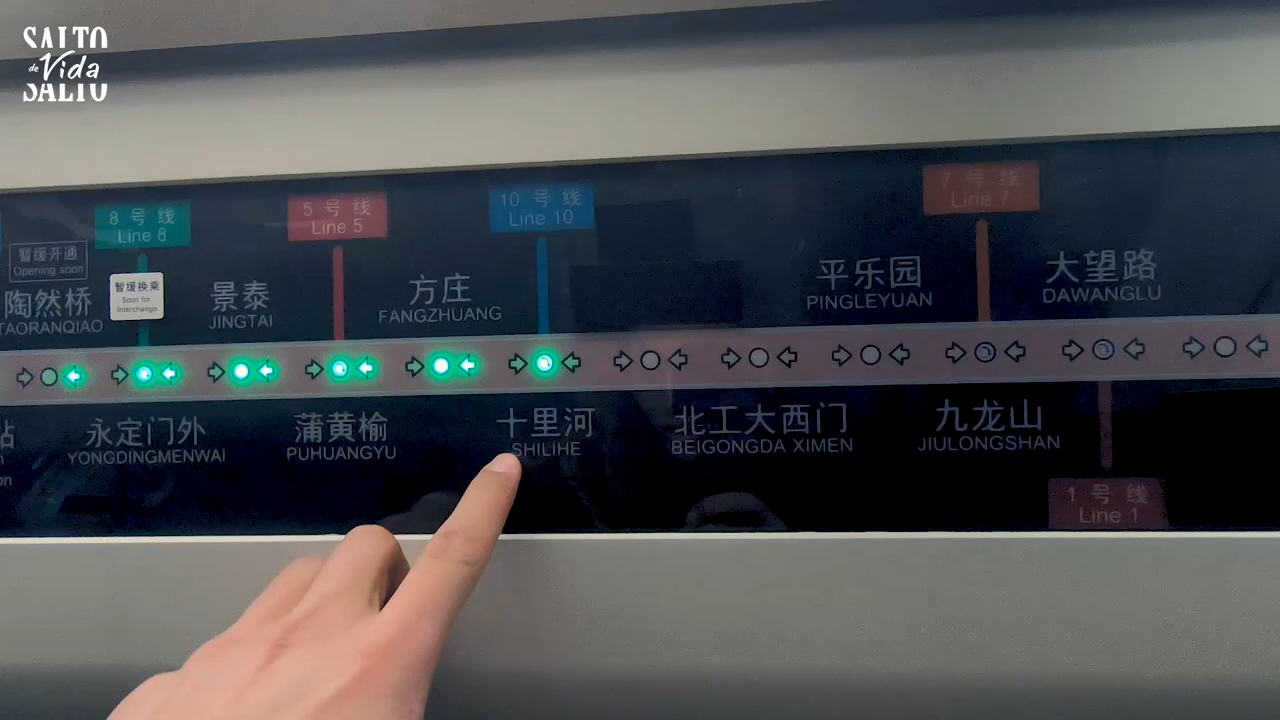 SALTO
de Vida
SALTO
8 号 线
Line 8
5 号 线
Line 5
10 号 线
Line 10
7 号 线
Line 7
暂缓开通
Opening soon
陶然桥
TAORANQIAO
暂缓换乘
Soon for
Interchange
景泰
JINGTAI
方庄
FANGZHUANG
平乐园
PINGLEYUAN
大望路
DAWANGLU
站
永定门外
YONGDINGMENWAI
蒲黄榆
PUHUANGYU
十里河
SHILIHE
北工大西门
BEIGONGDA XIMEN
九龙山
JIULONGSHAN
1 号 线
Line 1